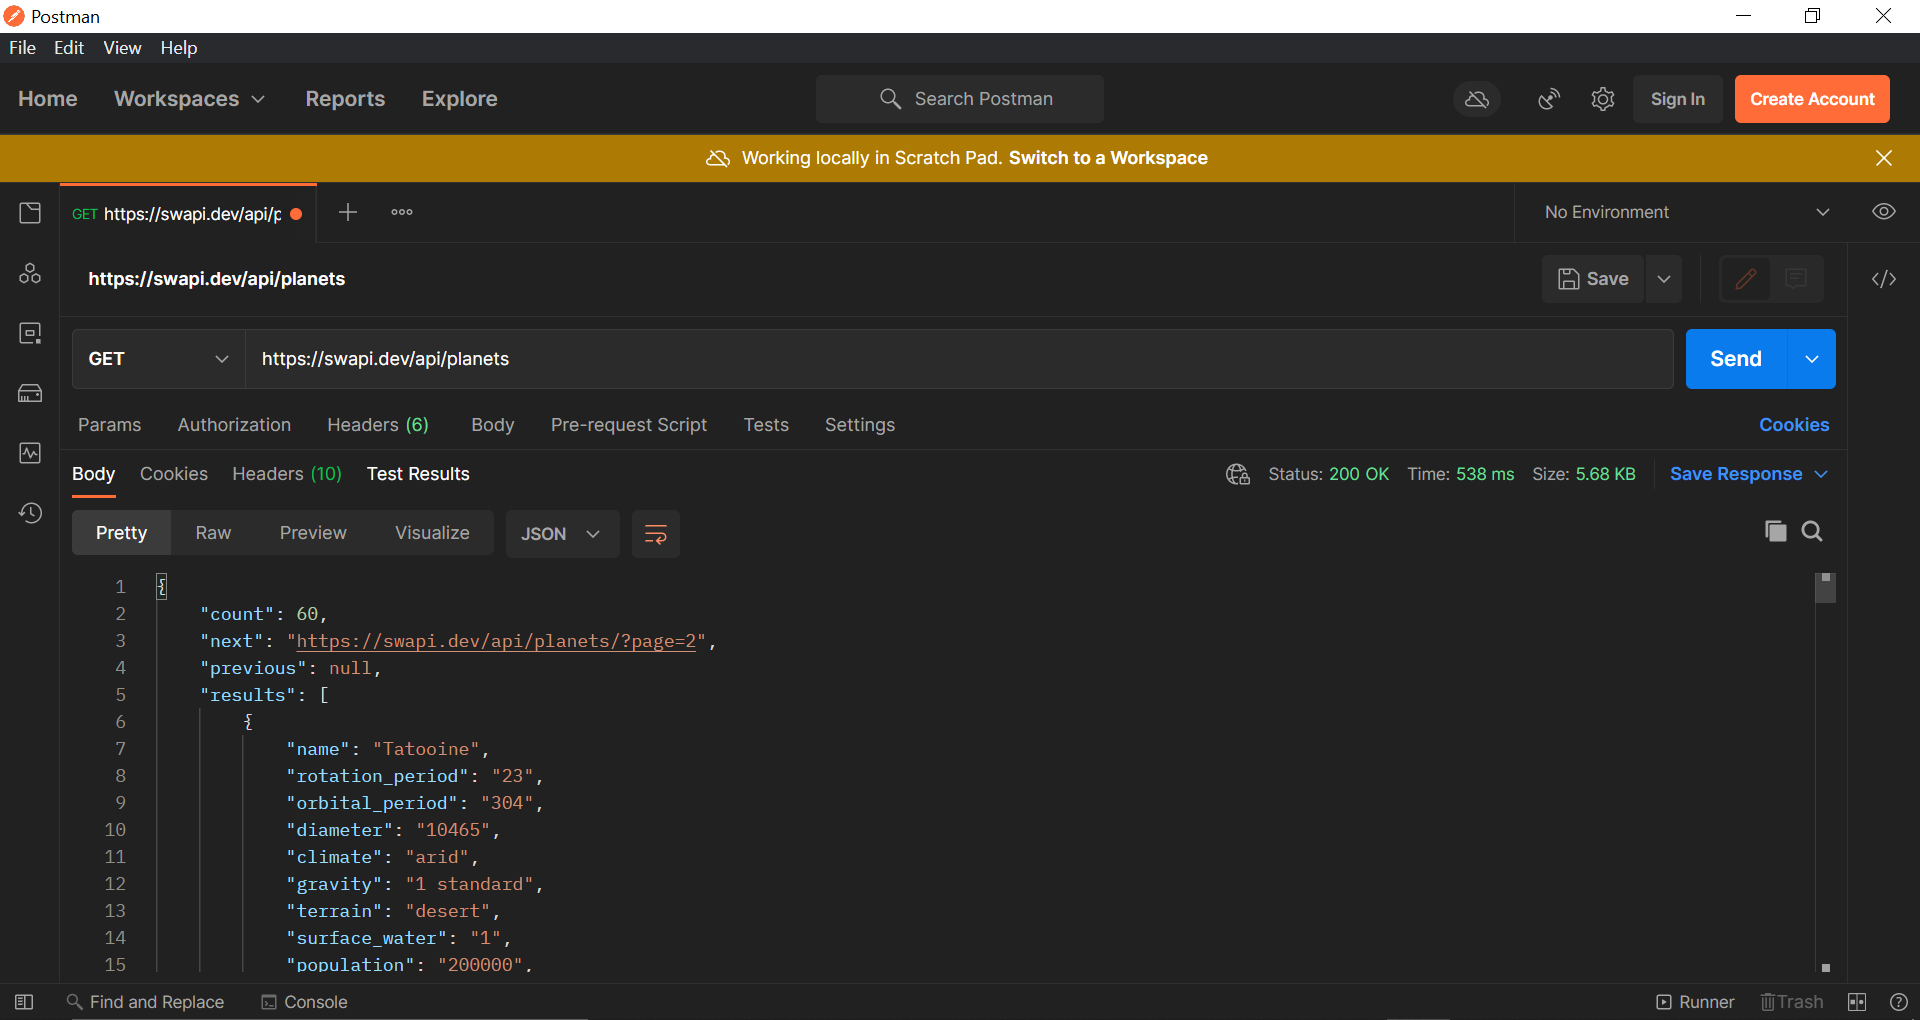 Postman
File Edit View Help
Home Workspaces Reports Explore Search Postman Sign In Create Account
Working locally in Scratch Pad. Switch to a Workspace
GET https://swapi.dev/api/p No Environment
https://swapi.dev/api/planets Save </>
GET https://swapi.dev/api/planets Send
Params Authorization Headers (6) Body Pre-request Script Tests Settings Cookies
Body Cookies Headers (10) Test Results Status: 200 OK Time: 538 ms Size: 5.68 KB Save Response
Pretty Raw Preview Visualize JSON
1 {
2 "count": 60,
3 "next": "https://swapi.dev/api/planets/?page=2",
4 "previous": null,
5 "results": [
6 {
7 "name": "Tatooine",
8 "rotation_period": "23",
9 "orbital_period": "304",
10 "diameter": "10465",
11 "climate": "arid",
12 "gravity": "1 standard",
13 "terrain": "desert",
14 "surface_water": "1",
15 "population": "200000",
Find and Replace Console Runner Trash